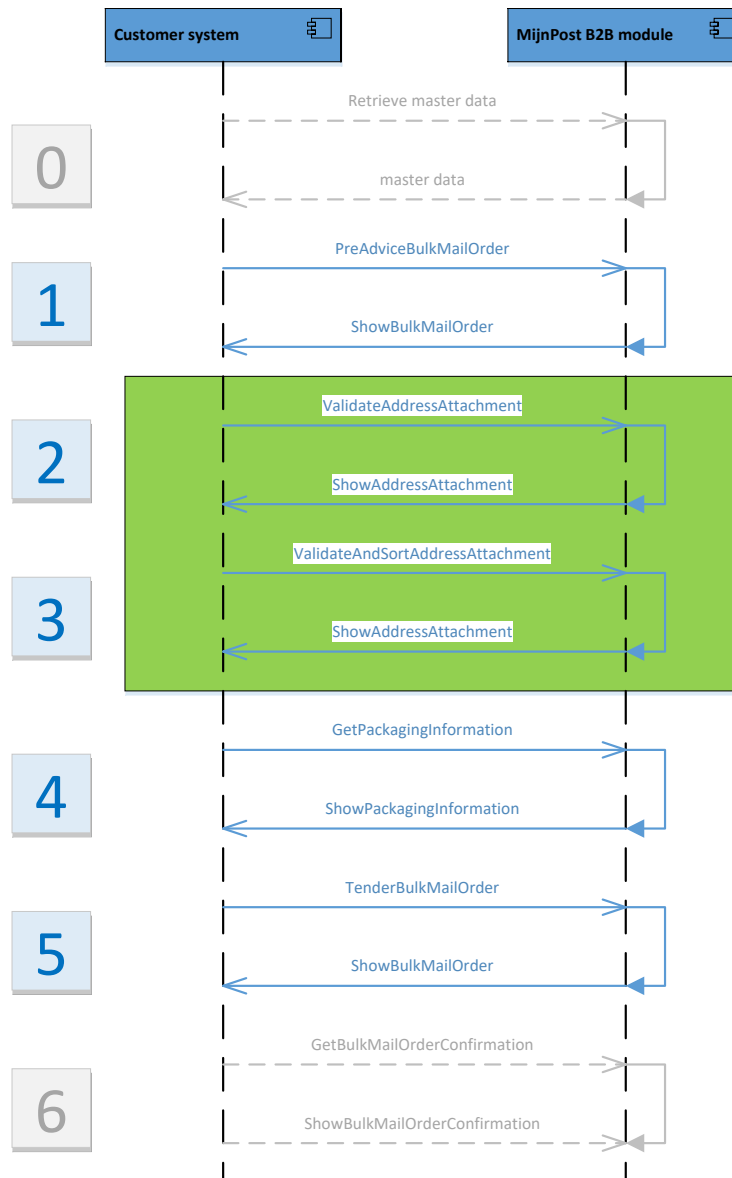 Customer system
MijnPost B2B module
Retrieve master data
0
master data
PreAdviceBulkMailOrder
1
ShowBulkMailOrder
ValidateAddressAttachment
2
ShowAddressAttachment
ValidateAndSortAddressAttachment
3
ShowAddressAttachment
GetPackagingInformation
4
ShowPackagingInformation
TenderBulkMailOrder
5
ShowBulkMailOrder
GetBulkMailOrderConfirmation
6
ShowBulkMailOrderConfirmation